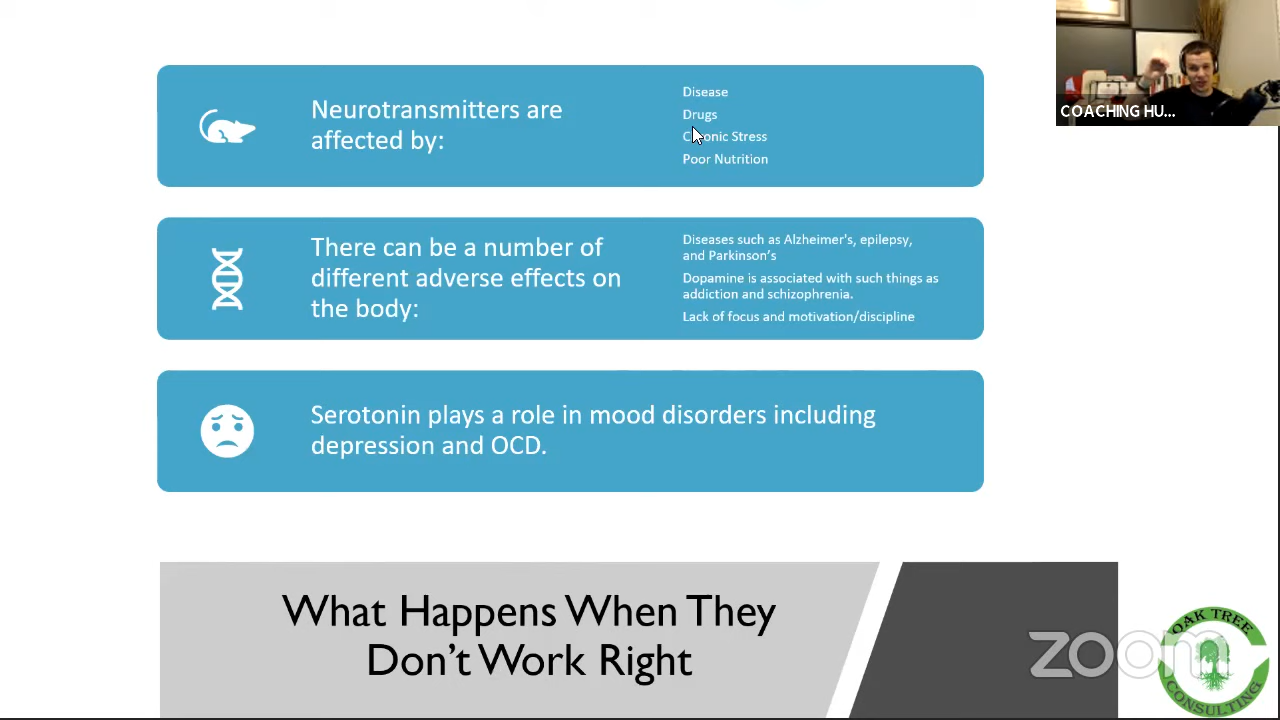 Neurotransmitters are
affected by:
Disease
Drugs
Chronic Stress
Poor Nutrition
There can be a number of
different adverse effects on
the body:
Diseases such as Alzheimer's, epilepsy,
and Parkinson’s
Dopamine is associated with such things as
addiction and schizophrenia.
Lack of focus and motivation/discipline
Serotonin plays a role in mood disorders including
depression and OCD.
What Happens When They
Don’t Work Right
COACHING HU...
zoom
OAK TREE
CONSULTING